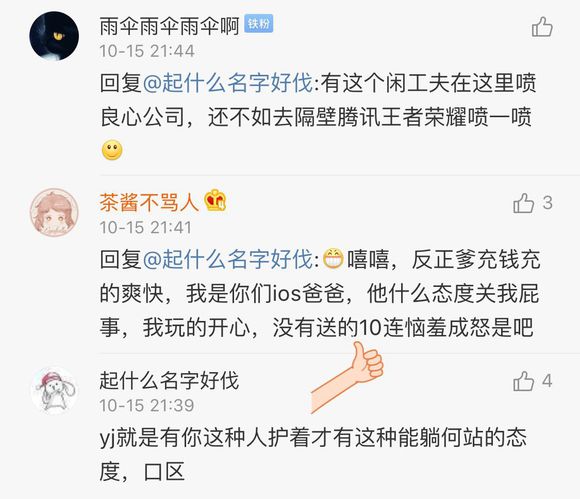 雨伞雨伞雨伞啊 铁粉
10-15 21:44
回复@起什么名字好伐:有这个闲工夫在这里喷
良心公司，还不如去隔壁腾讯王者荣耀喷一喷
茶酱不骂人
3
10-15 21:41
回复@起什么名字好伐:嘻嘻，反正爹充钱充
的爽快，我是你们ios爸爸，他什么态度关我屁
事，我玩的开心，没有送的10连恼羞成怒是吧
起什么名字好伐
4
10-15 21:39
yj就是有你这种人护着才有这种能躺何站的态
度，口区